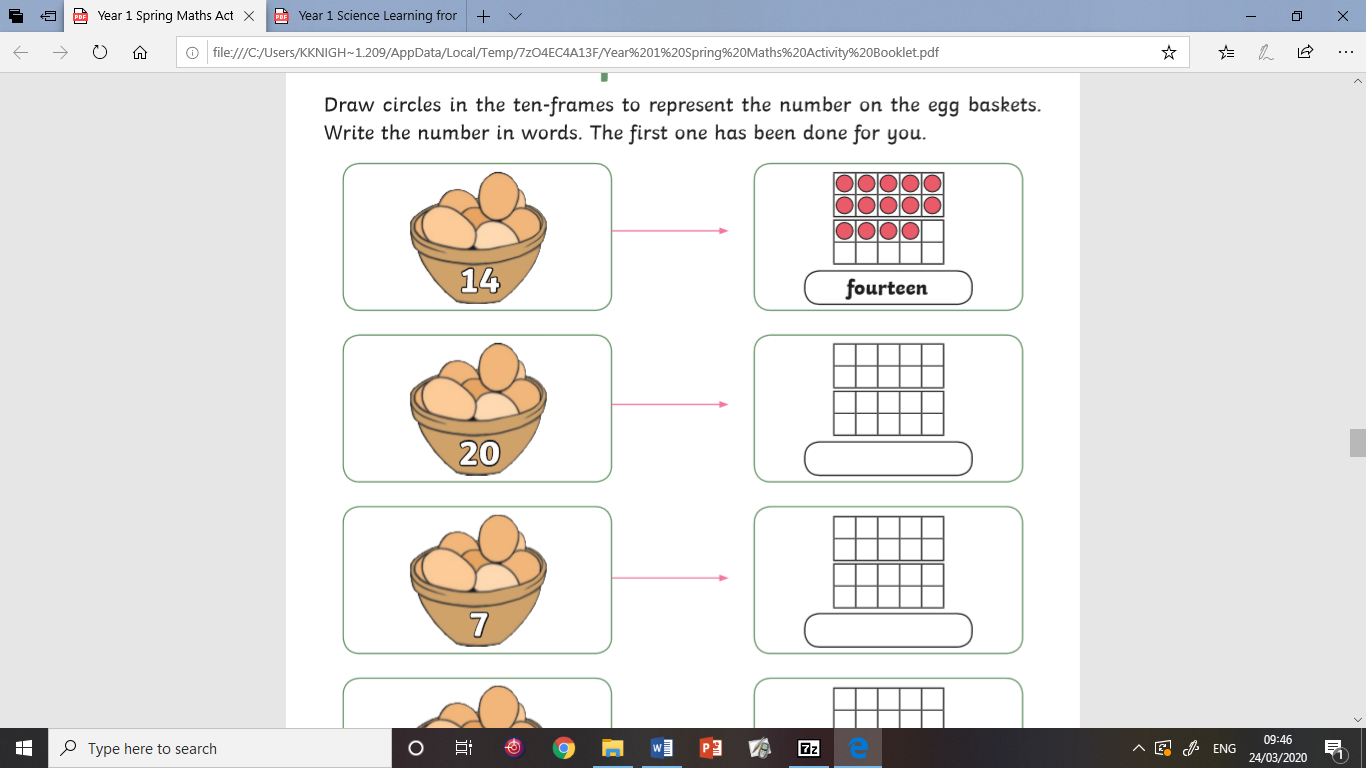 Year 1 Spring Maths Act
Year 1 Science Learning fror
file:///C:/Users/KKNIGH~1.209/AppData/Local/Temp/7zO4EC4A13F/Year%201%20Spring%20Maths%20Activity%20Booklet.pdf
Draw circles in the ten-frames to represent the number on the egg baskets.
Write the number in words. The first one has been done for you.
14
fourteen
20
7
Type here to search
7z
ENG
09:46
24/03/2020
1